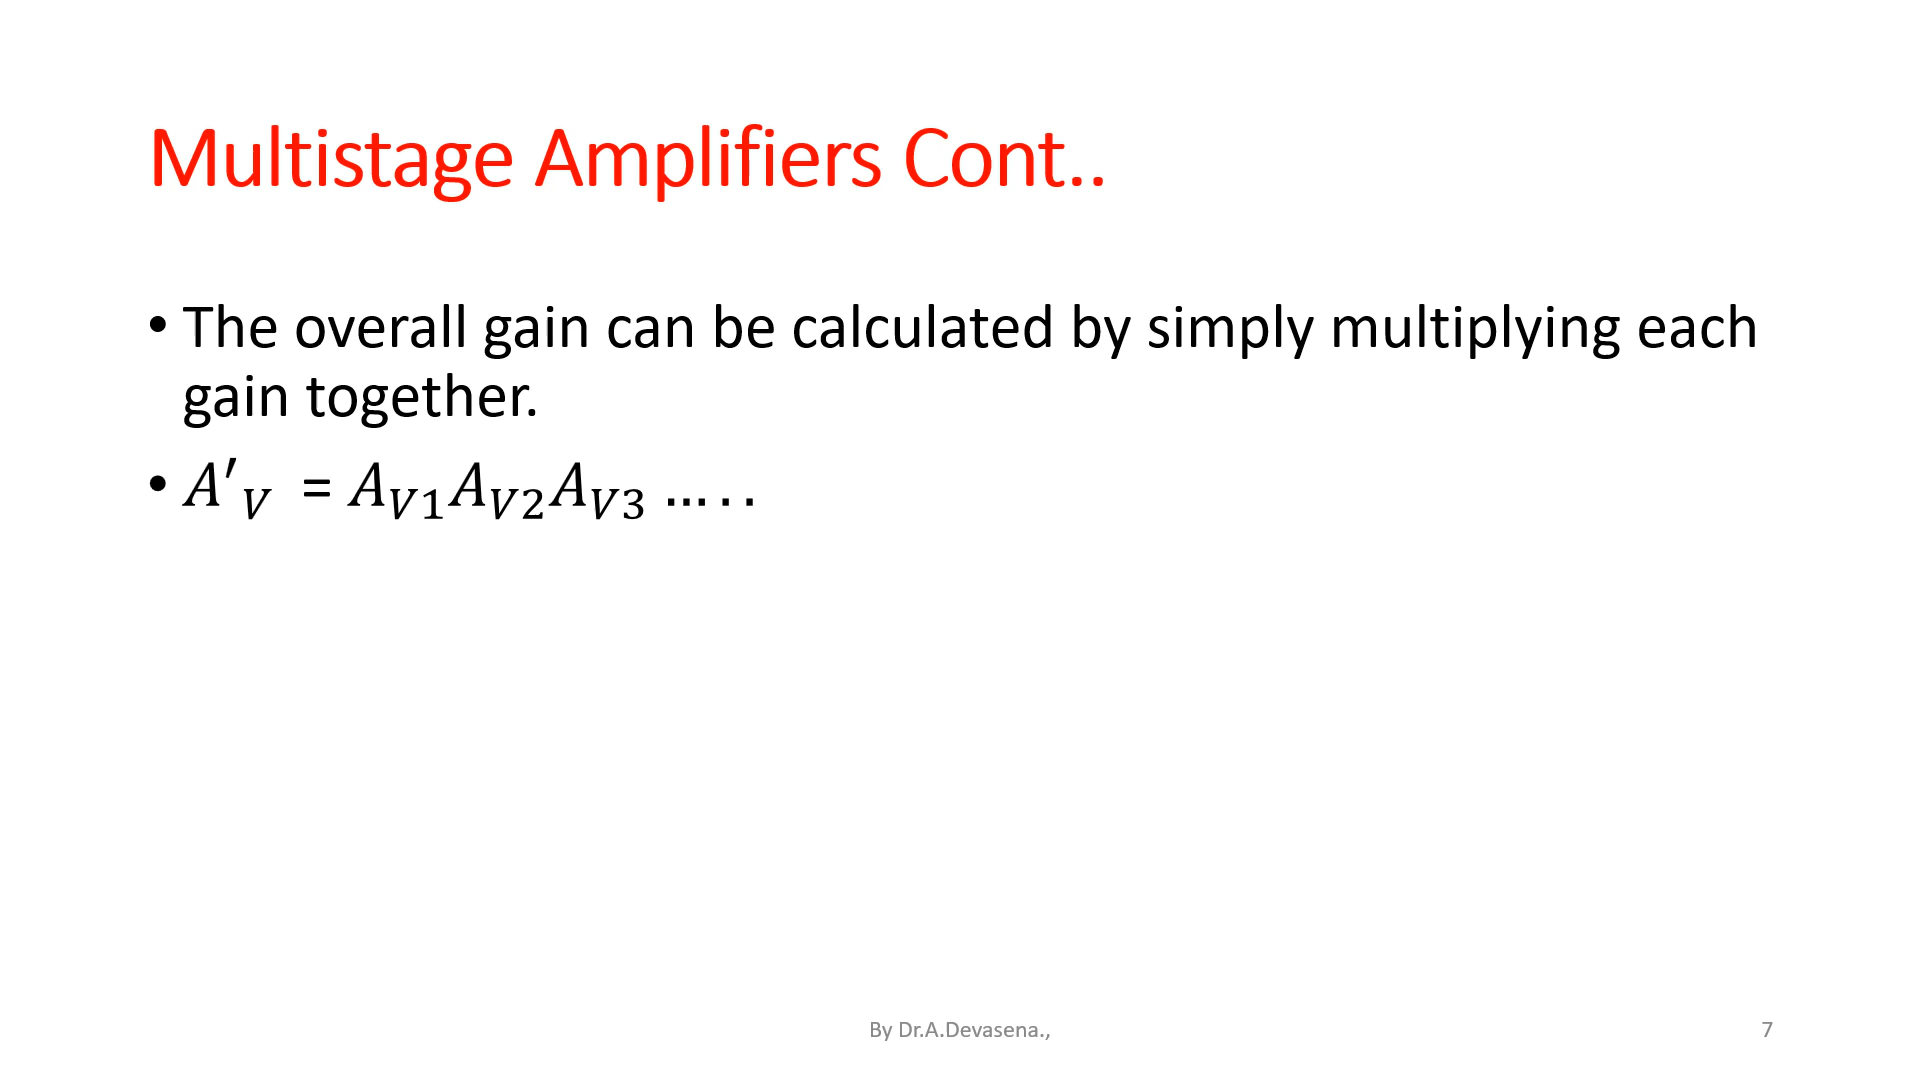 Multistage Amplifiers Cont..
• The overall gain can be calculated by simply multiplying each
gain together.
• A′V = AV1AV2AV3 … . .
By Dr.A.Devasena.,
7